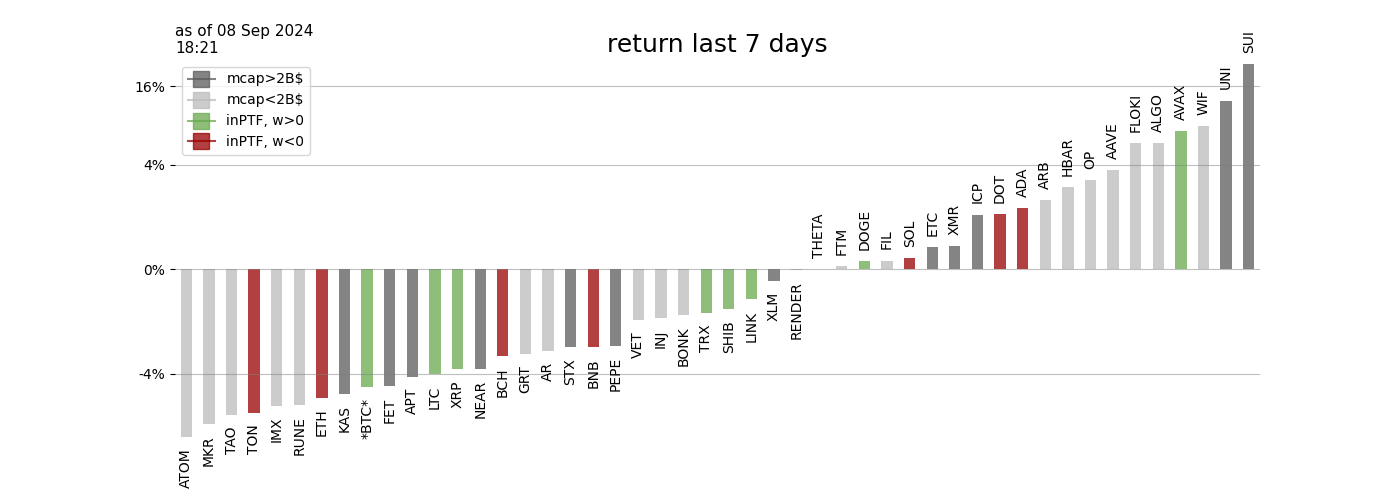 as of 08 Sep 2024
18:21
return last 7 days
mcap>2B$
mcap<2B$
inPTF, w>0
inPTF, w<0
16%
4%
0%
-4%
ATOM
MKR
TAO
TON
IMX
RUNE
ETH
KAS
*BTC*
FET
APT
LTC
XRP
NEAR
BCH
GRT
AR
STX
BNB
PEPE
VET
INJ
BONK
TRX
SHIB
LINK
XLM
RENDER
THETA
FTM
DOGE
FIL
SOL
ETC
XMR
ICP
DOT
ADA
ARB
HBAR
OP
AAVE
FLOKI
ALGO
AVAX
WIF
UNI
SUI